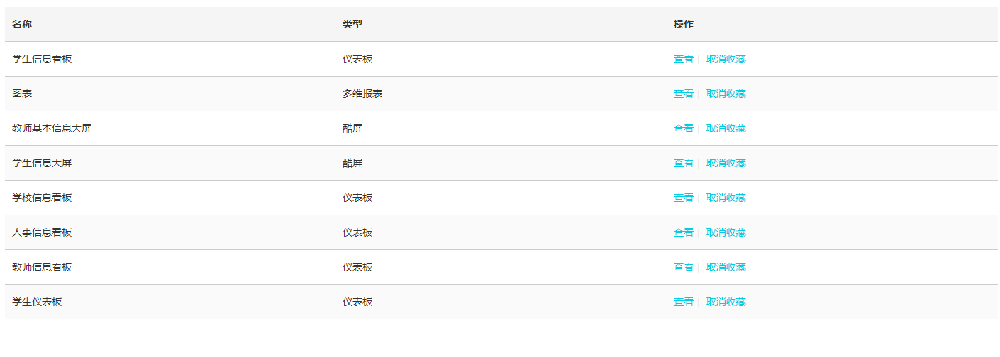 名称 类型 操作
学生信息看板 仪表板 查看 | 取消收藏
图表 多维报表 查看 | 取消收藏
教师基本信息大屏 酷屏 查看 | 取消收藏
学生信息大屏 酷屏 查看 | 取消收藏
学校信息看板 仪表板 查看 | 取消收藏
人事信息看板 仪表板 查看 | 取消收藏
教师信息看板 仪表板 查看 | 取消收藏
学生仪表板 仪表板 查看 | 取消收藏